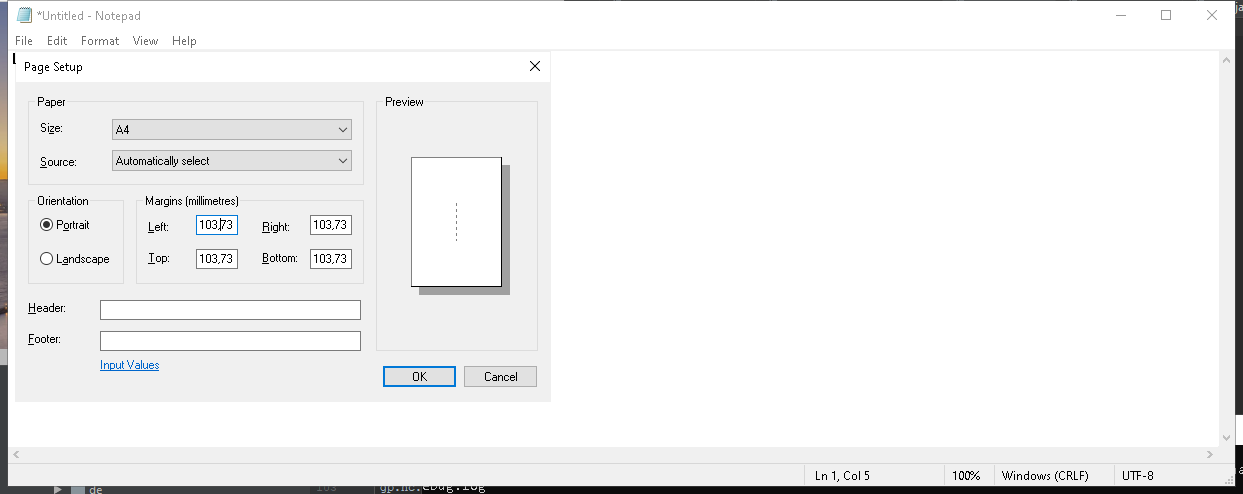 *Untitled - Notepad
File Edit Format View Help
Page Setup
Paper
Size: A4
Source: Automatically select
Orientation
Portrait
Landscape
Margins (millimetres)
Left: 103,73 Right: 103,73
Top: 103,73 Bottom: 103,73
Header:
Footer:
Input Values
Preview
OK Cancel
Ln 1, Col 5 100% Windows (CRLF) UTF-8
de